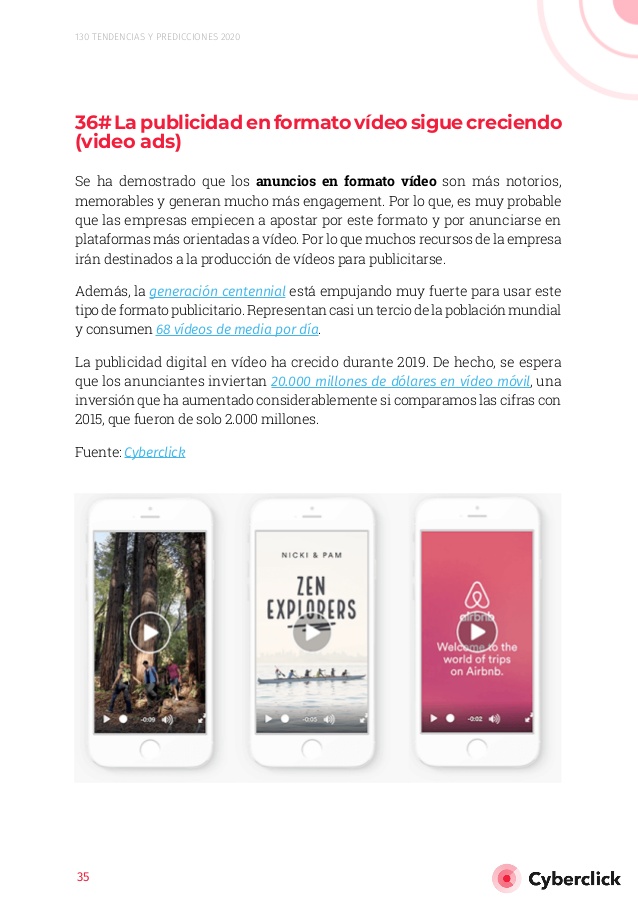 130 TENDENCIAS Y PREDICCIONES 2020
36# La publicidad en formato vídeo sigue creciendo
(video ads)
Se ha demostrado que los anuncios en formato vídeo son más notorios,
memorables y generan mucho más engagement. Por lo que, es muy probable
que las empresas empiecen a apostar por este formato y por anunciarse en
plataformas más orientadas a vídeo. Por lo que muchos recursos de la empresa
irán destinados a la producción de vídeos para publicitarse.
Además, la generación centennial está empujando muy fuerte para usar este
tipo de formato publicitario. Representan casi un tercio de la población mundial
y consumen 68 vídeos de media por día.
La publicidad digital en vídeo ha crecido durante 2019. De hecho, se espera
que los anunciantes inviertan 20.000 millones de dólares en vídeo móvil, una
inversión que ha aumentado considerablemente si comparamos las cifras con
2015, que fueron de solo 2.000 millones.
Fuente: Cyberclick
-0:09
NICKI & PAM
ZEN
EXPLORERS
-0:05
airbnb
Welcome to the
world of trips
on Airbnb.
-0:02
35
Cyberclick